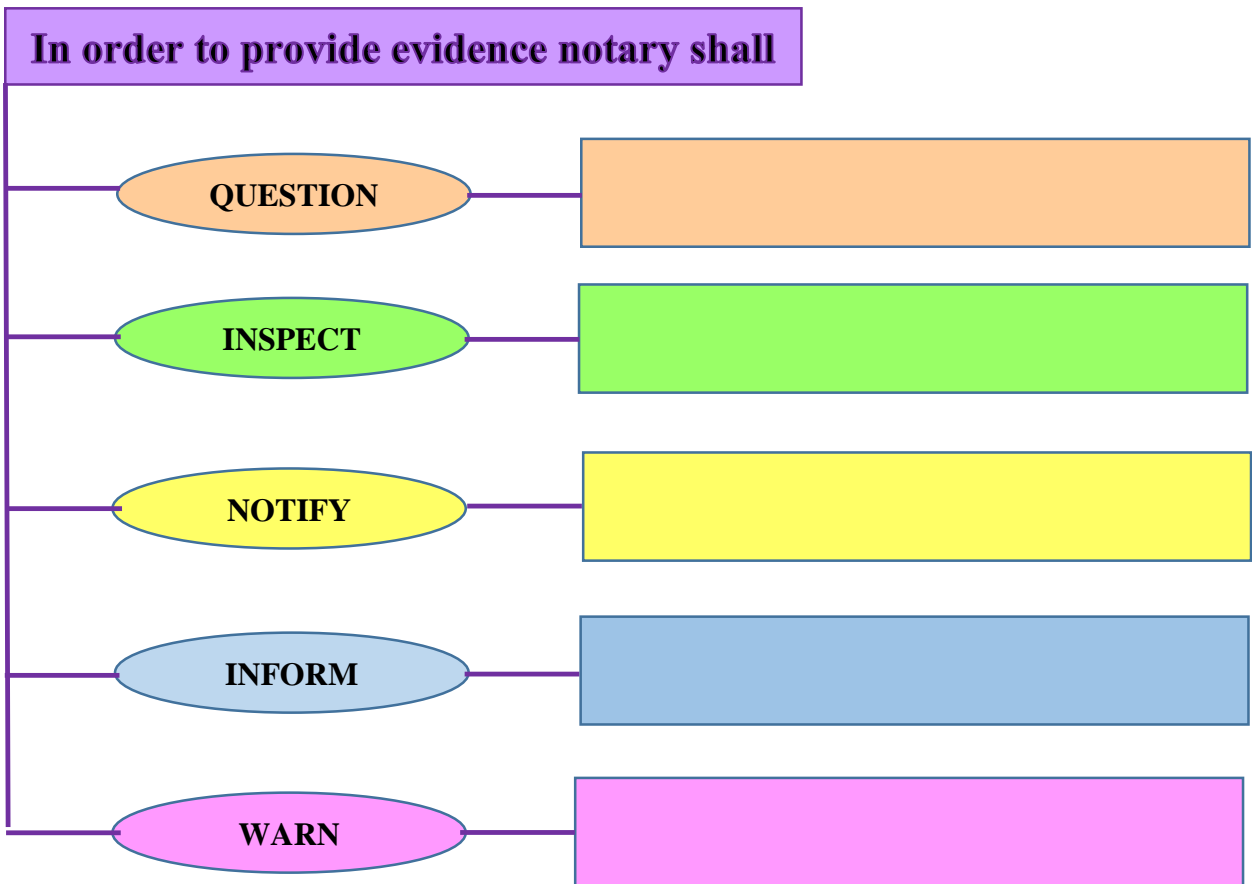 In order to provide evidence notary shall
QUESTION
INSPECT
NOTIFY
INFORM
WARN